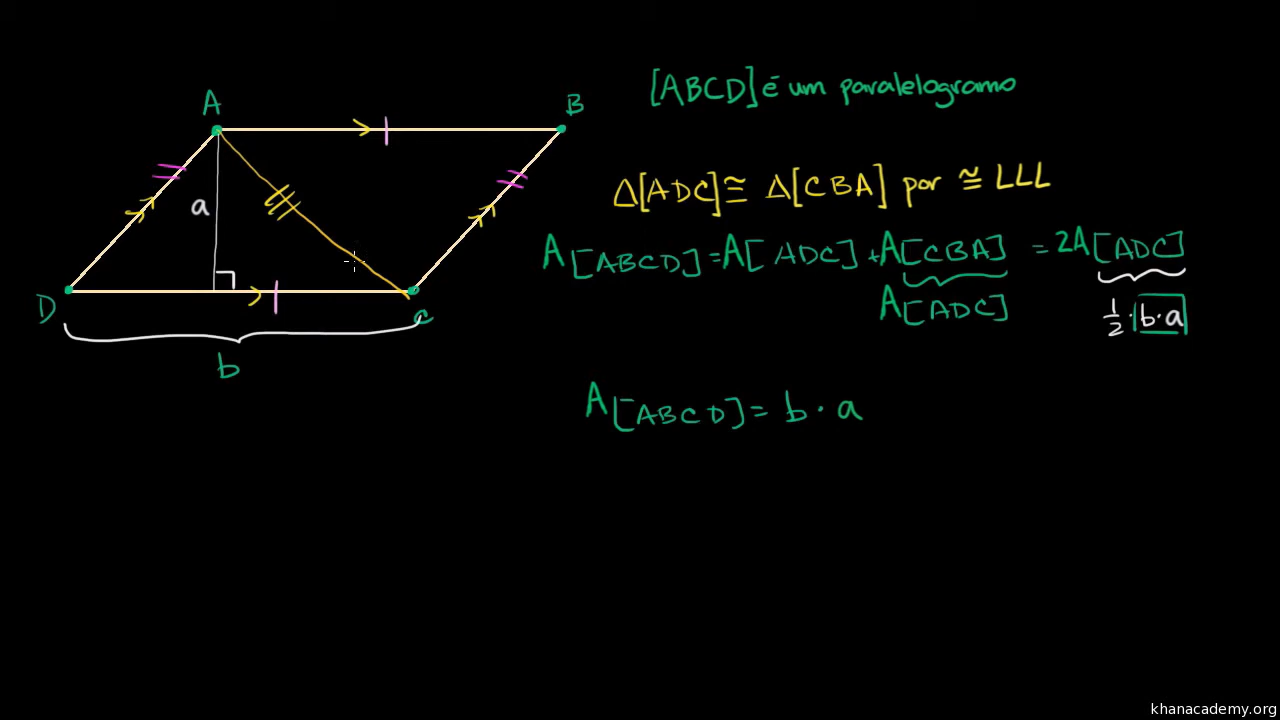 A
B
a
D
C
b
[ABCD] é um paralelogramo
Δ[ADC] ≅ Δ[CBA] por ≅ LLL
A[ABCD] = A[ADC] + A[CBA] = 2A[ADC]
A[ADC]
1/2 · b·a
A[ABCD] = b · a
khanacademy.org